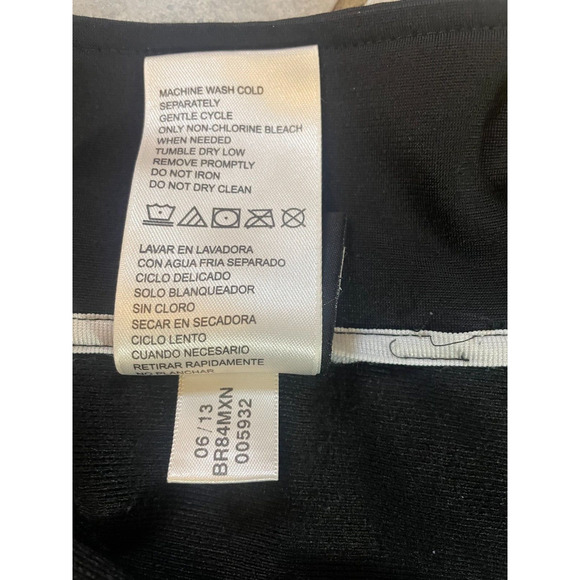 MACHINE WASH COLD
SEPARATELY
GENTLE CYCLE
ONLY NON-CHLORINE BLEACH
WHEN NEEDED
TUMBLE DRY LOW
REMOVE PROMPTLY
DO NOT IRON
DO NOT DRY CLEAN
LAVAR EN LAVADORA
CON AGUA FRIA SEPARADO
CICLO DELICADO
SOLO BLANQUEADOR
SIN CLORO
SECAR EN SECADORA
CICLO LENTO
CUANDO NECESARIO
RETIRAR RAPIDAMENTE
NO PLANCHAR
06/13
BR84MXN
005932